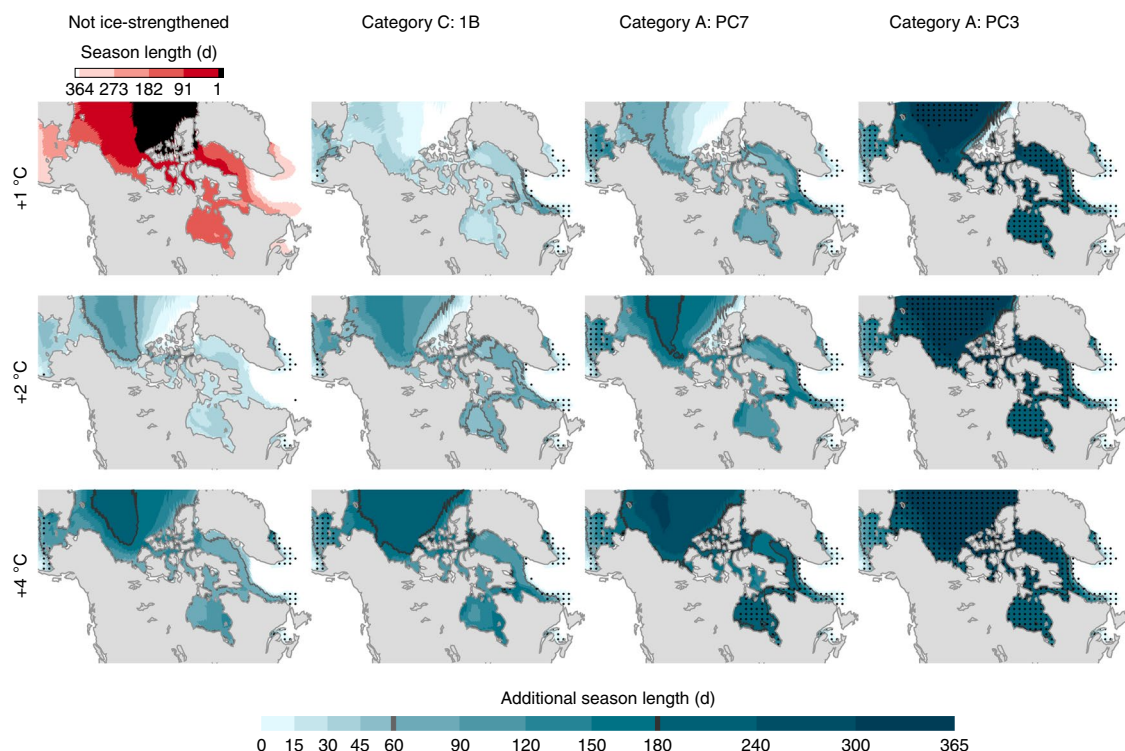 Not ice-strengthened
Category C: 1B
Category A: PC7
Category A: PC3
Season length (d)
364 273 182 91 1
+1 °C
+2 °C
+4 °C
Additional season length (d)
0 15 30 45 60 90 120 150 180 240 300 365